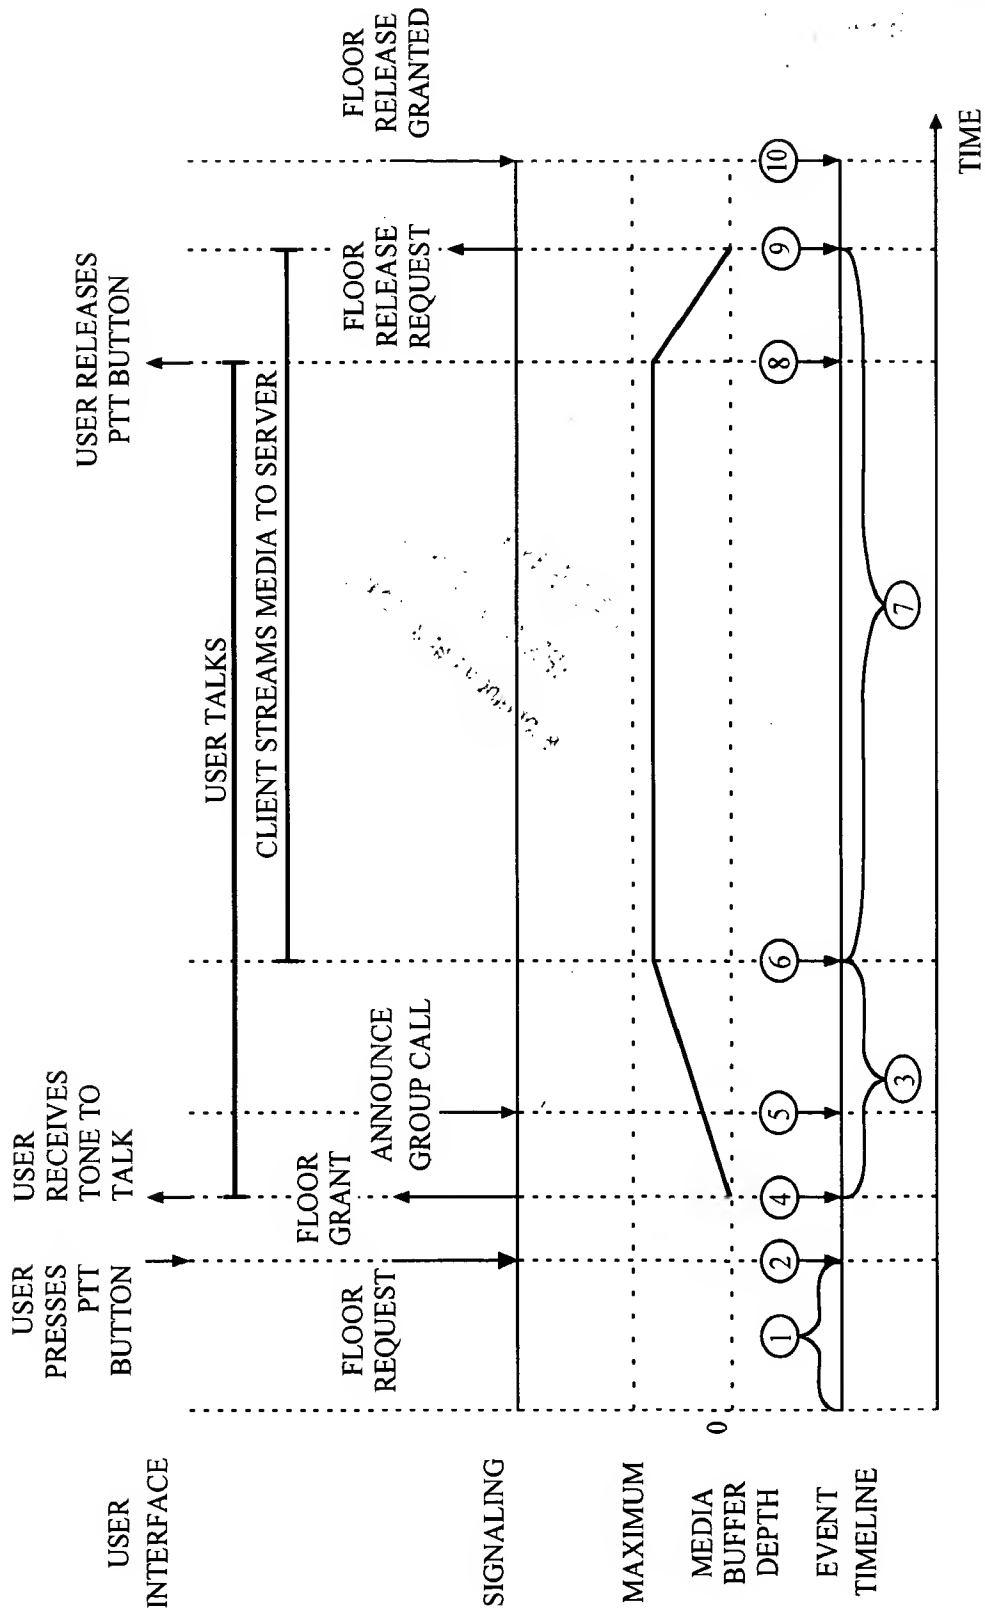 USER
PRESSES
PTT
BUTTON
USER
RECEIVES
TONE TO
TALK
USER RELEASES
PTT BUTTON
USER
INTERFACE
USER TALKS
CLIENT STREAMS MEDIA TO SERVER
FLOOR
REQUEST
FLOOR
GRANT
ANNOUNCE
GROUP CALL
FLOOR
RELEASE
REQUEST
FLOOR
RELEASE
GRANTED
SIGNALING
MAXIMUM
MEDIA
BUFFER
DEPTH
0
EVENT
TIMELINE
1
2
4
5
6
8
9
10
3
7
TIME